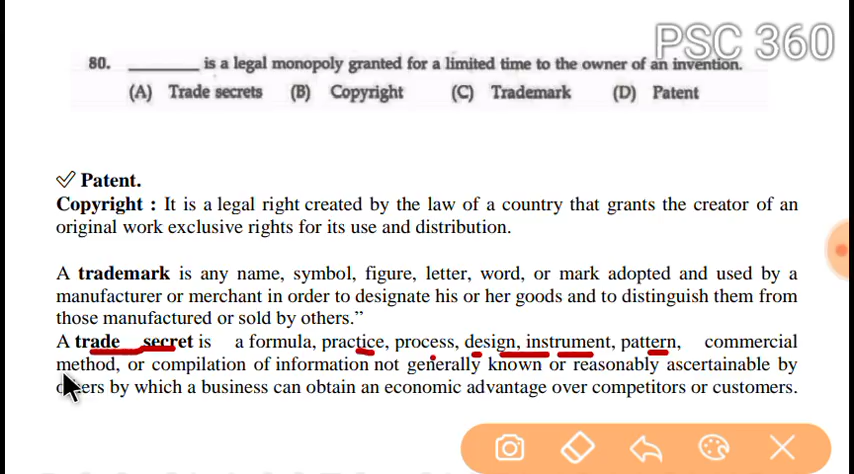 PSC 360
80. ________ is a legal monopoly granted for a limited time to the owner of an invention.
(A) Trade secrets (B) Copyright (C) Trademark (D) Patent
✓ Patent.
Copyright : It is a legal right created by the law of a country that grants the creator of an
original work exclusive rights for its use and distribution.
A trademark is any name, symbol, figure, letter, word, or mark adopted and used by a
manufacturer or merchant in order to designate his or her goods and to distinguish them from
those manufactured or sold by others.”
A trade secret is a formula, practice, process, design, instrument, pattern, commercial
method, or compilation of information not generally known or reasonably ascertainable by
others by which a business can obtain an economic advantage over competitors or customers.